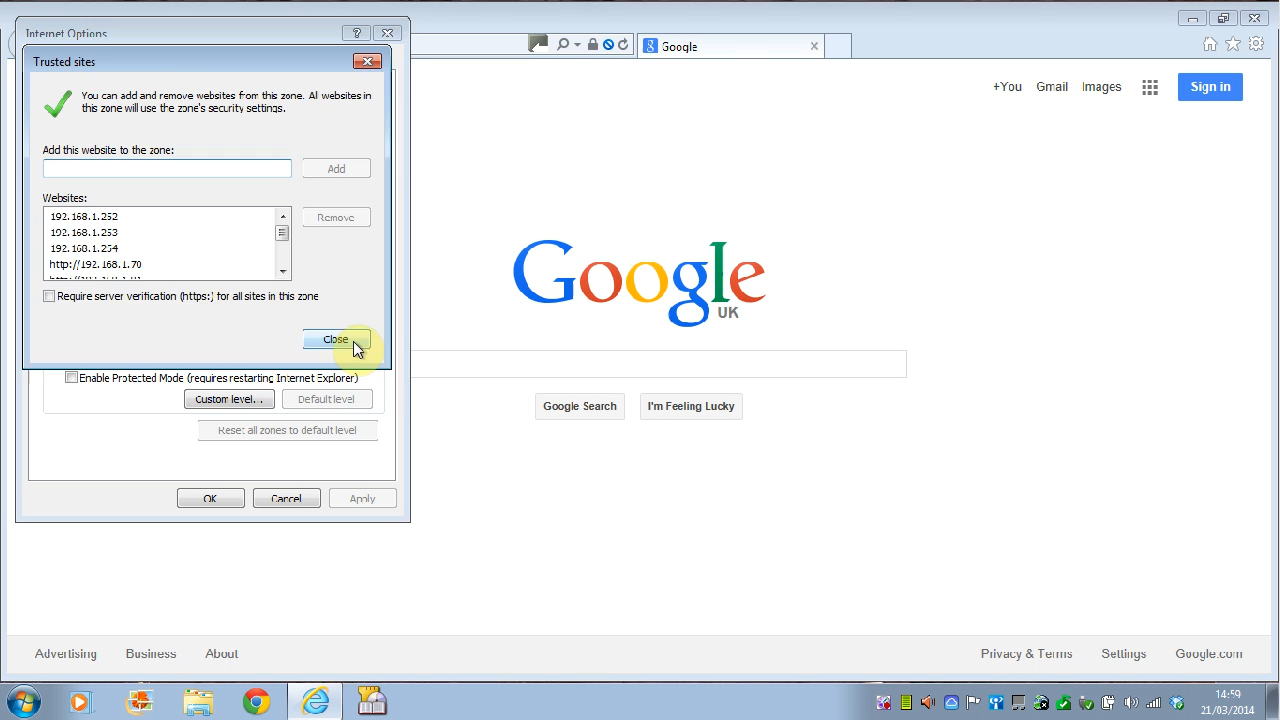 Internet Options
?
Google
Trusted sites
You can add and remove websites from this zone. All websites in
this zone will use the zone's security settings.
Add this website to the zone:
Add
Websites:
192.168.1.252
192.168.1.253
192.168.1.254
http://192.168.1.70
Remove
Require server verification (https:) for all sites in this zone
Close
Enable Protected Mode (requires restarting Internet Explorer)
Custom level...
Default level
Reset all zones to default level
OK
Cancel
Apply
+You
Gmail
Images
Sign in
Google
UK
Google Search
I'm Feeling Lucky
Advertising
Business
About
Privacy & Terms
Settings
Google.com
14:59
21/03/2014